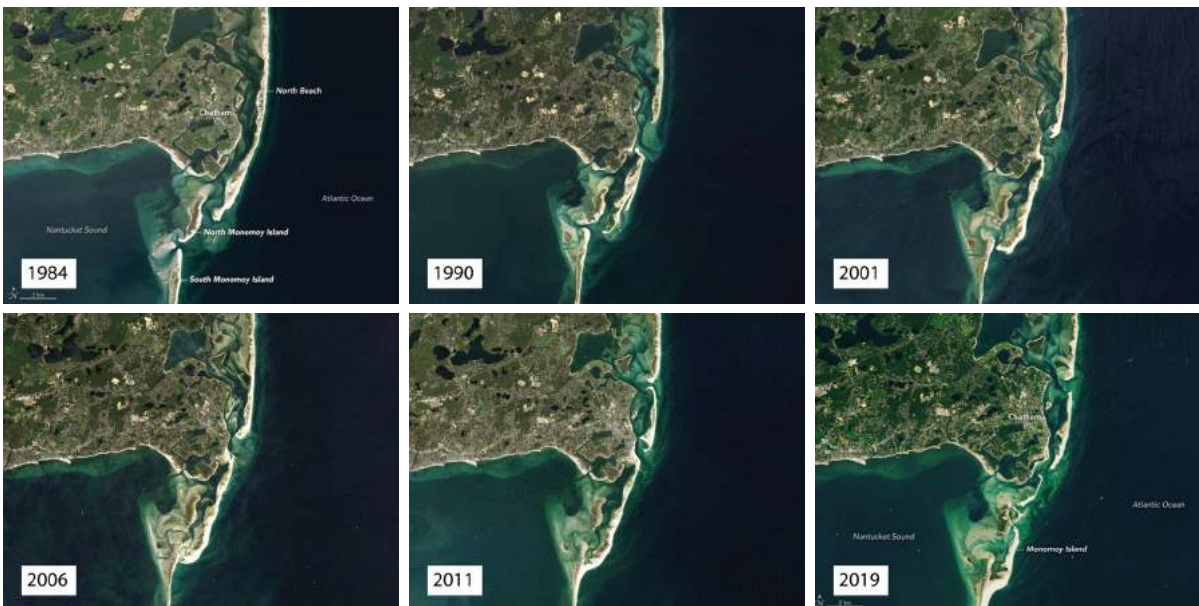 North Beach
Chatham
Atlantic Ocean
Nantucket Sound
North Monomoy Island
South Monomoy Island
1984
N
1990
2001
2006
2011
Chatham
Atlantic Ocean
Nantucket Sound
Monomoy Island
2019
N